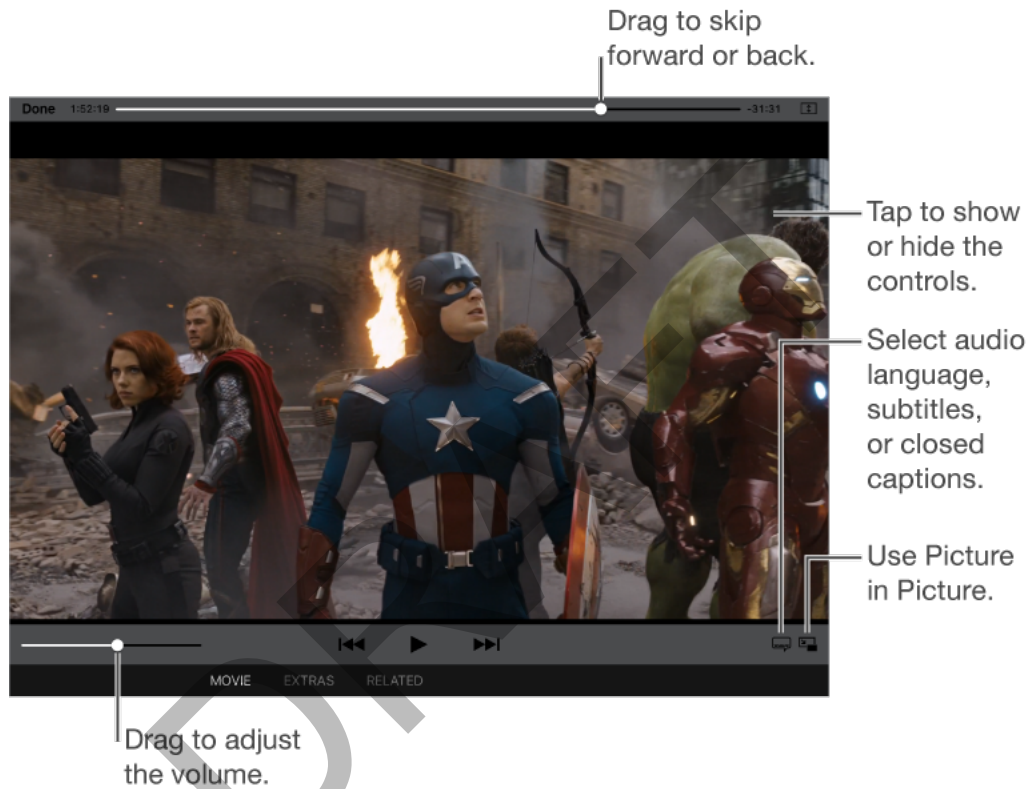 Drag to skip
forward or back.
Done 1:52:19 -31:31
A
Tap to show
or hide the
controls.
Select audio
language,
subtitles,
or closed
captions.
Use Picture
in Picture.
MOVIE EXTRAS RELATED
Drag to adjust
the volume.
DRAFT